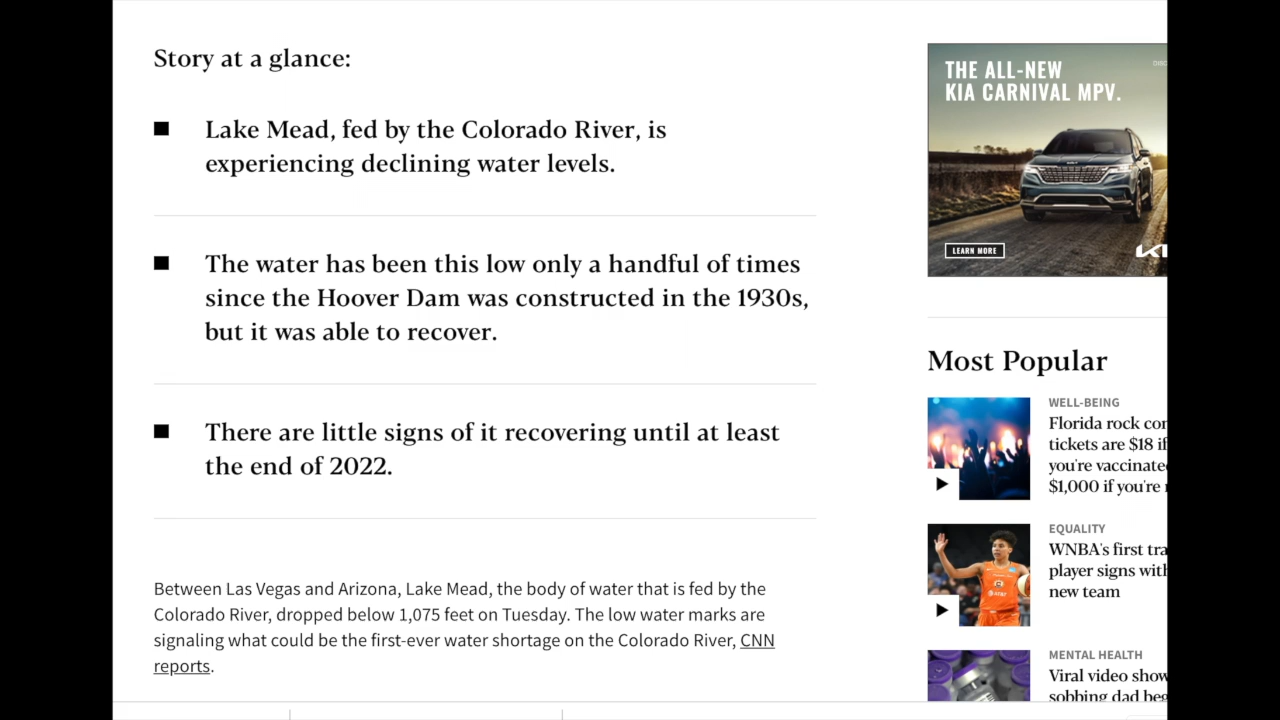 Story at a glance:
Lake Mead, fed by the Colorado River, is
experiencing declining water levels.
The water has been this low only a handful of times
since the Hoover Dam was constructed in the 1930s,
but it was able to recover.
There are little signs of it recovering until at least
the end of 2022.
Between Las Vegas and Arizona, Lake Mead, the body of water that is fed by the
Colorado River, dropped below 1,075 feet on Tuesday. The low water marks are
signaling what could be the first-ever water shortage on the Colorado River, CNN
reports.
THE ALL-NEW
KIA CARNIVAL MPV.
LEARN MORE
Most Popular
WELL-BEING
Florida rock
tickets are $18 if
you're
$1,000 if you're
EQUALITY
WNBA's first
player signs
new team
MENTAL HEALTH
Viral video
sobbing dad